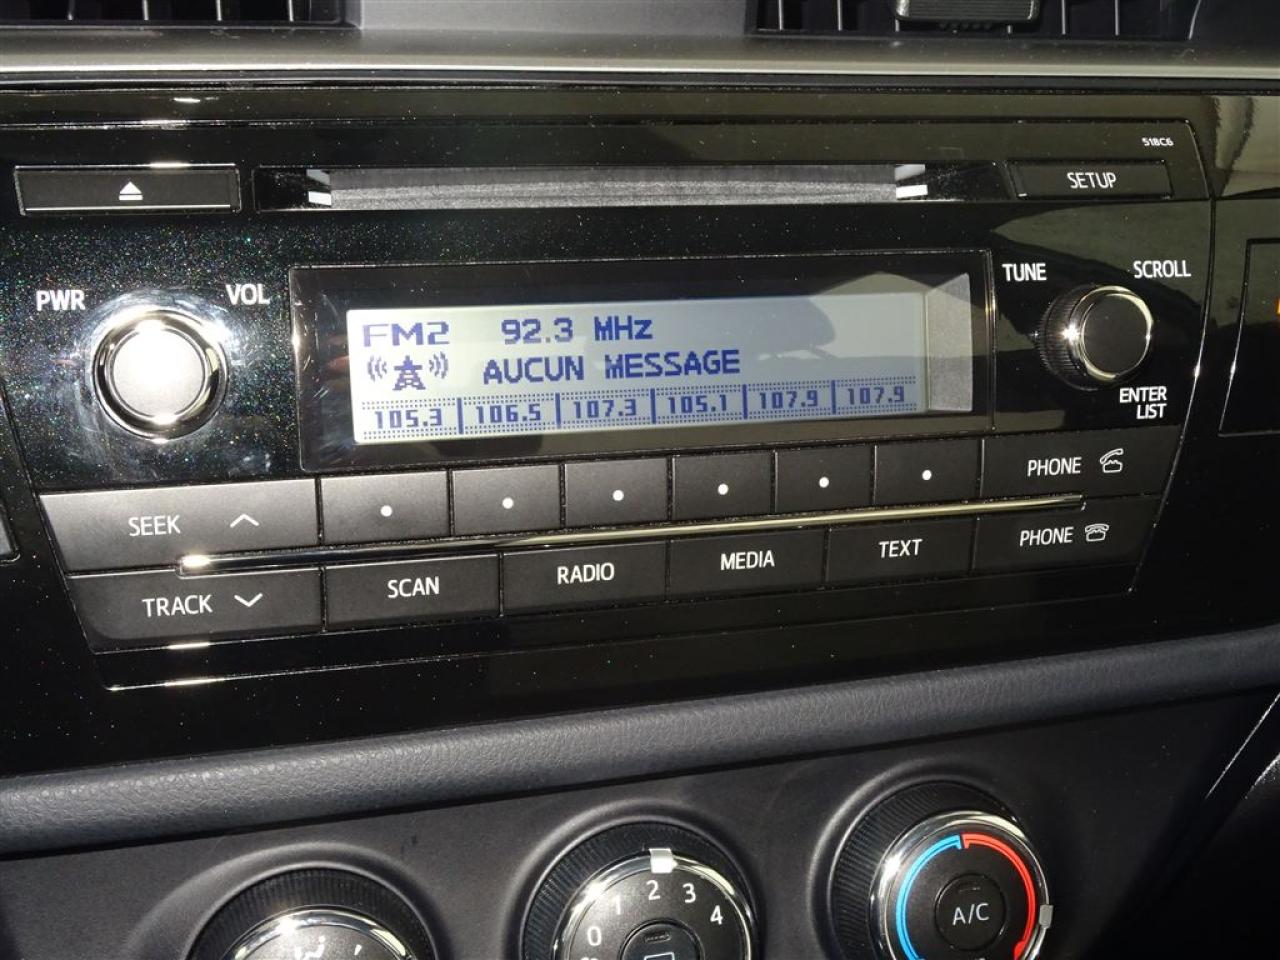 51BC6
SETUP
PWR
VOL
TUNE
SCROLL
FM2 92.3 MHz
AUCUN MESSAGE
105.3 106.5 107.3 105.1 107.9 107.9
ENTER
LIST
SEEK
PHONE
TRACK
SCAN
RADIO
MEDIA
TEXT
PHONE
0 1 2 3 4
A/C